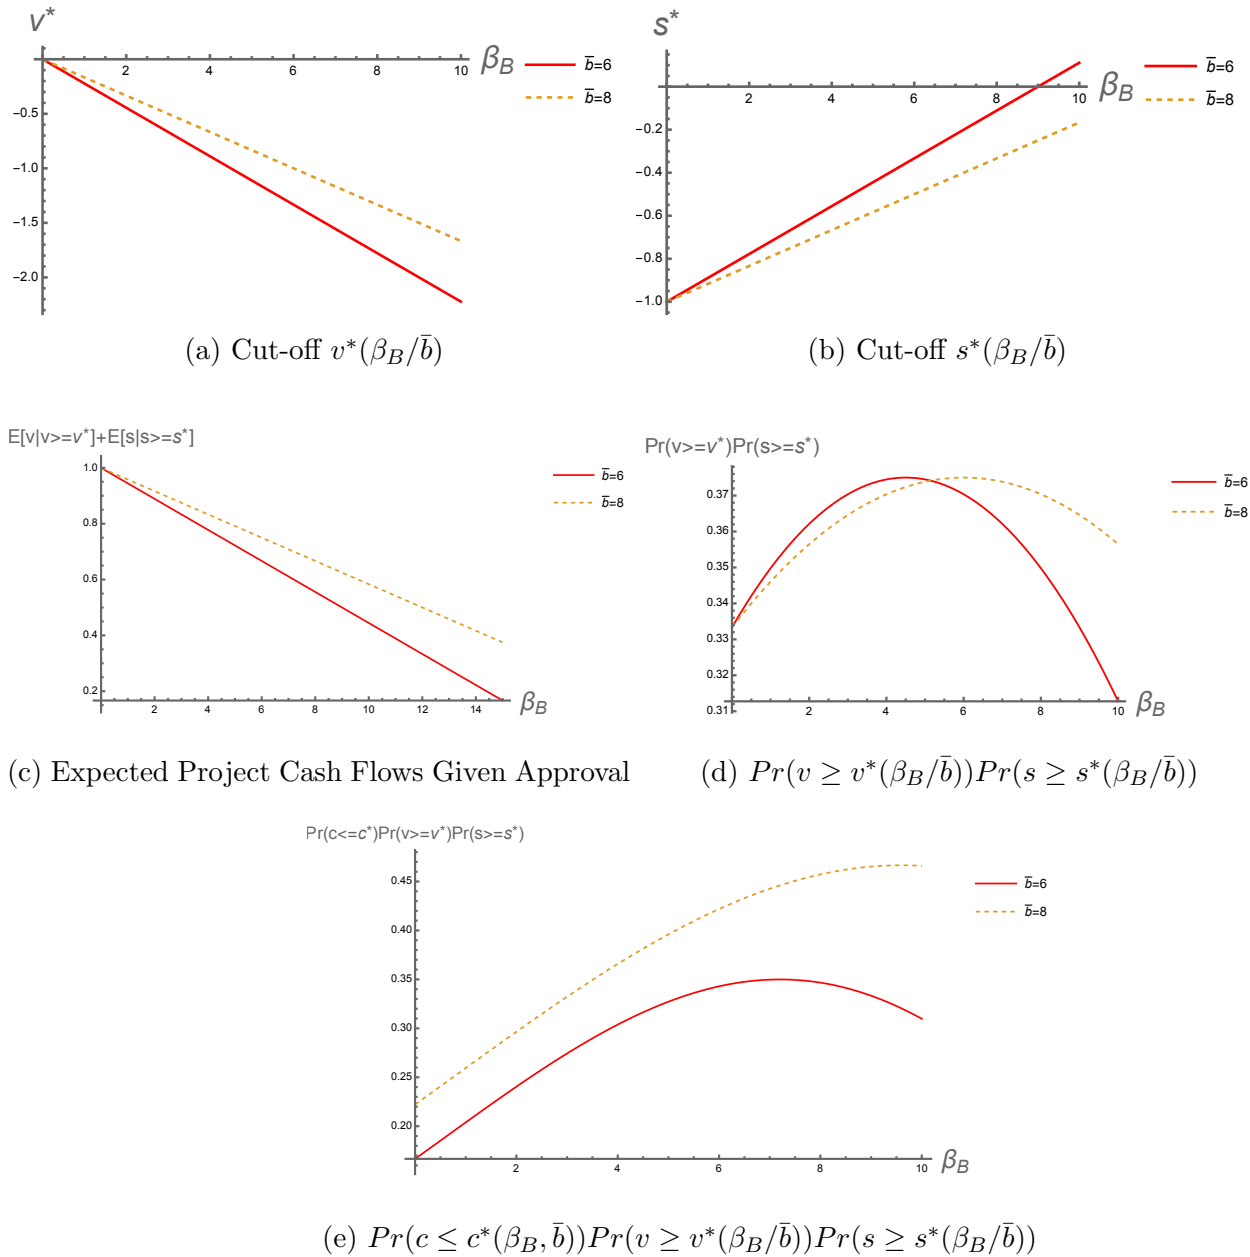 v*
2 4 6 8 10 β_B
−0.5
−1.0
−1.5
−2.0
b̄=6
b̄=8
(a) Cut-off v*(β_B/b̄)
s*
2 4 6 8 10 β_B
−0.2
−0.4
−0.6
−0.8
−1.0
b̄=6
b̄=8
(b) Cut-off s*(β_B/b̄)
E[v|v>=v*]+E[s|s>=s*]
1.0
0.8
0.6
0.4
0.2
2 4 6 8 10 12 14 β_B
b̄=6
b̄=8
(c) Expected Project Cash Flows Given Approval
Pr(v>=v*)Pr(s>=s*)
0.37
0.36
0.35
0.34
0.33
0.32
0.31
2 4 6 8 10 β_B
b̄=6
b̄=8
(d) Pr(v ≥ v*(β_B/b̄))Pr(s ≥ s*(β_B/b̄))
Pr(c<=c*)Pr(v>=v*)Pr(s>=s*)
0.45
0.40
0.35
0.30
0.25
0.20
2 4 6 8 10 β_B
b̄=6
b̄=8
(e) Pr(c ≤ c*(β_B, b̄))Pr(v ≥ v*(β_B/b̄))Pr(s ≥ s*(β_B/b̄))